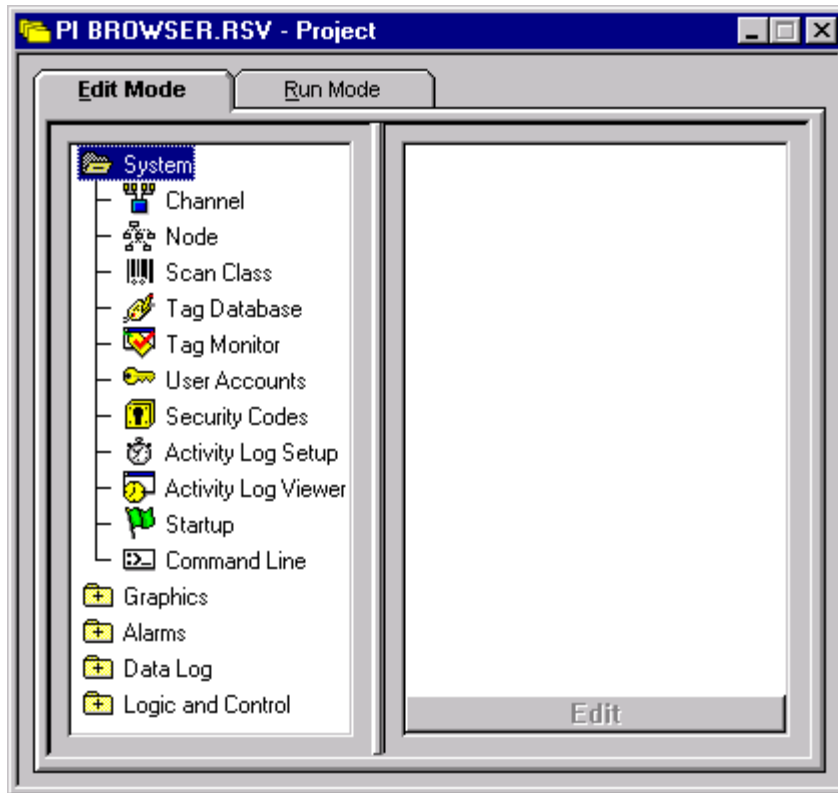 PI BROWSER.RSV - Project
Edit Mode
Run Mode
System
Channel
Node
Scan Class
Tag Database
Tag Monitor
User Accounts
Security Codes
Activity Log Setup
Activity Log Viewer
Startup
Command Line
Graphics
Alarms
Data Log
Logic and Control
Edit